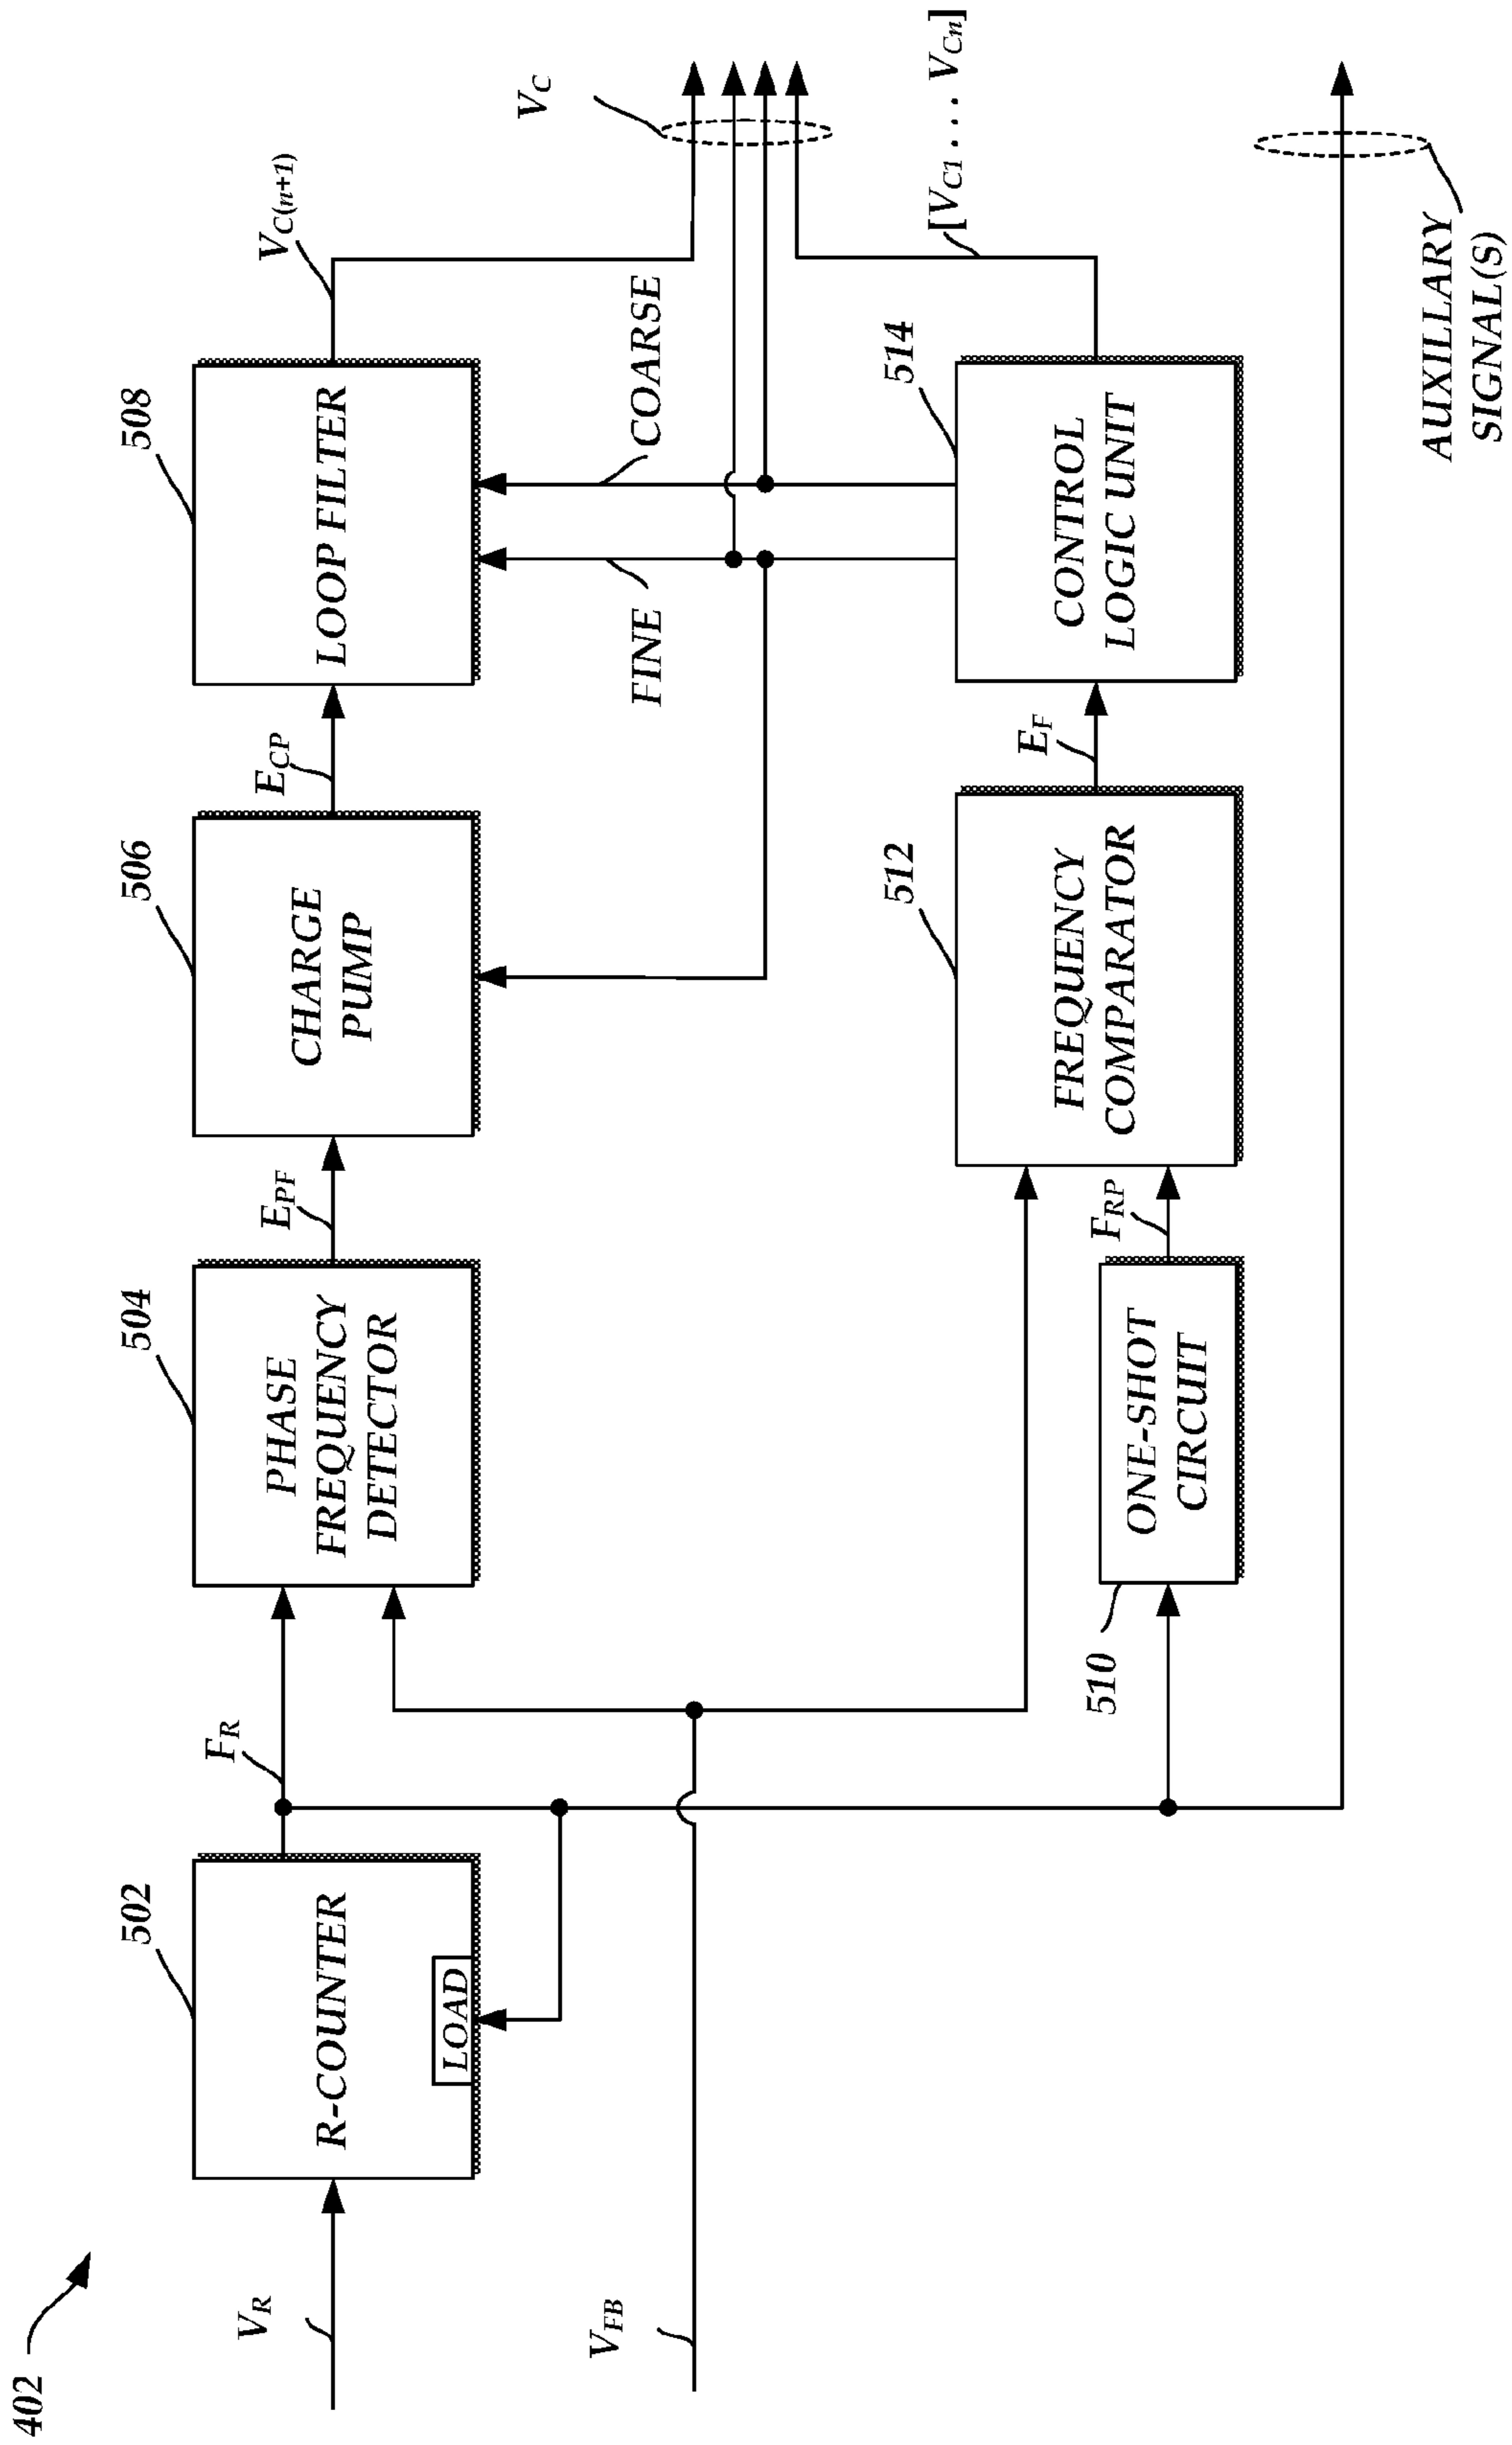 402
V_R
502
R-COUNTER
LOAD
F_R
504
PHASE
FREQUENCY
DETECTOR
E_PF
506
CHARGE
PUMP
E_CP
508
LOOP FILTER
V_C(n+1)
V_C
FINE
COARSE
V_FB
510
ONE-SHOT
CIRCUIT
F_RP
512
FREQUENCY
COMPARATOR
E_F
514
CONTROL
LOGIC UNIT
[V_C1 . . . V_Cn]
AUXILLARY
SIGNAL(S)